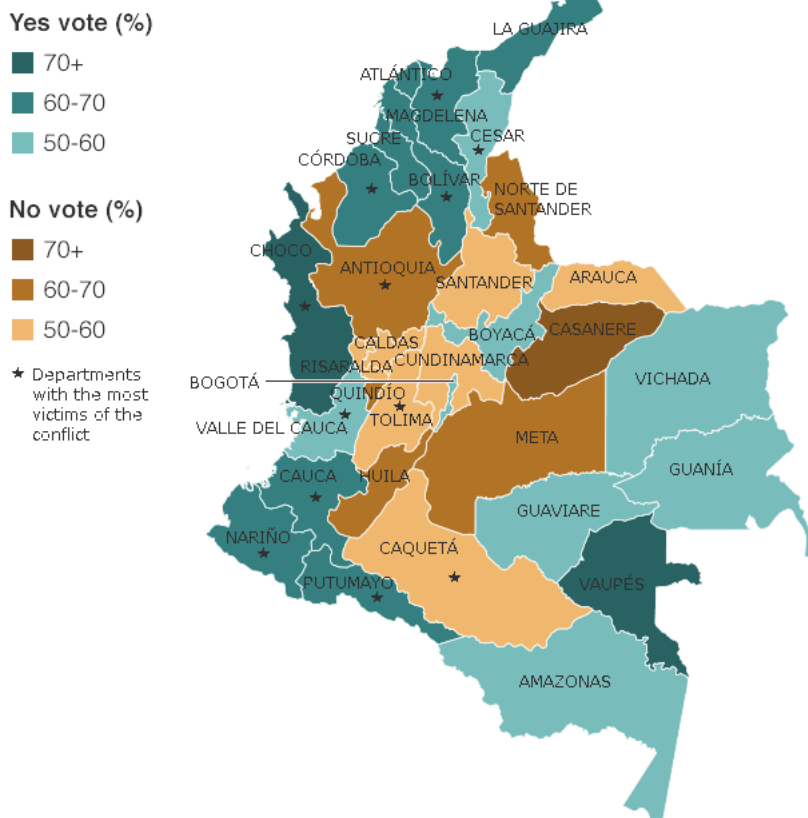 Yes vote (%)
70+
60-70
50-60
No vote (%)
70+
60-70
50-60
★ Departments
with the most
victims of the
conflict
LA GUAJIRA
ATLÁNTICO
MAGDELENA
CESAR
SUCRE
CÓRDOBA
BOLÍVAR
NORTE DE
SANTANDER
CHOCO
ANTIOQUIA
SANTANDER
ARAUCA
BOYACÁ
CASANERE
CALDAS
CUNDINAMARCA
RISARALDA
BOGOTÁ
QUINDÍO
VICHADA
TOLIMA
VALLE DEL CAUCA
META
GUANÍA
CAUCA
HUILA
GUAVIARE
NARIÑO
CAQUETÁ
PUTUMAYO
VAUPÉS
AMAZONAS